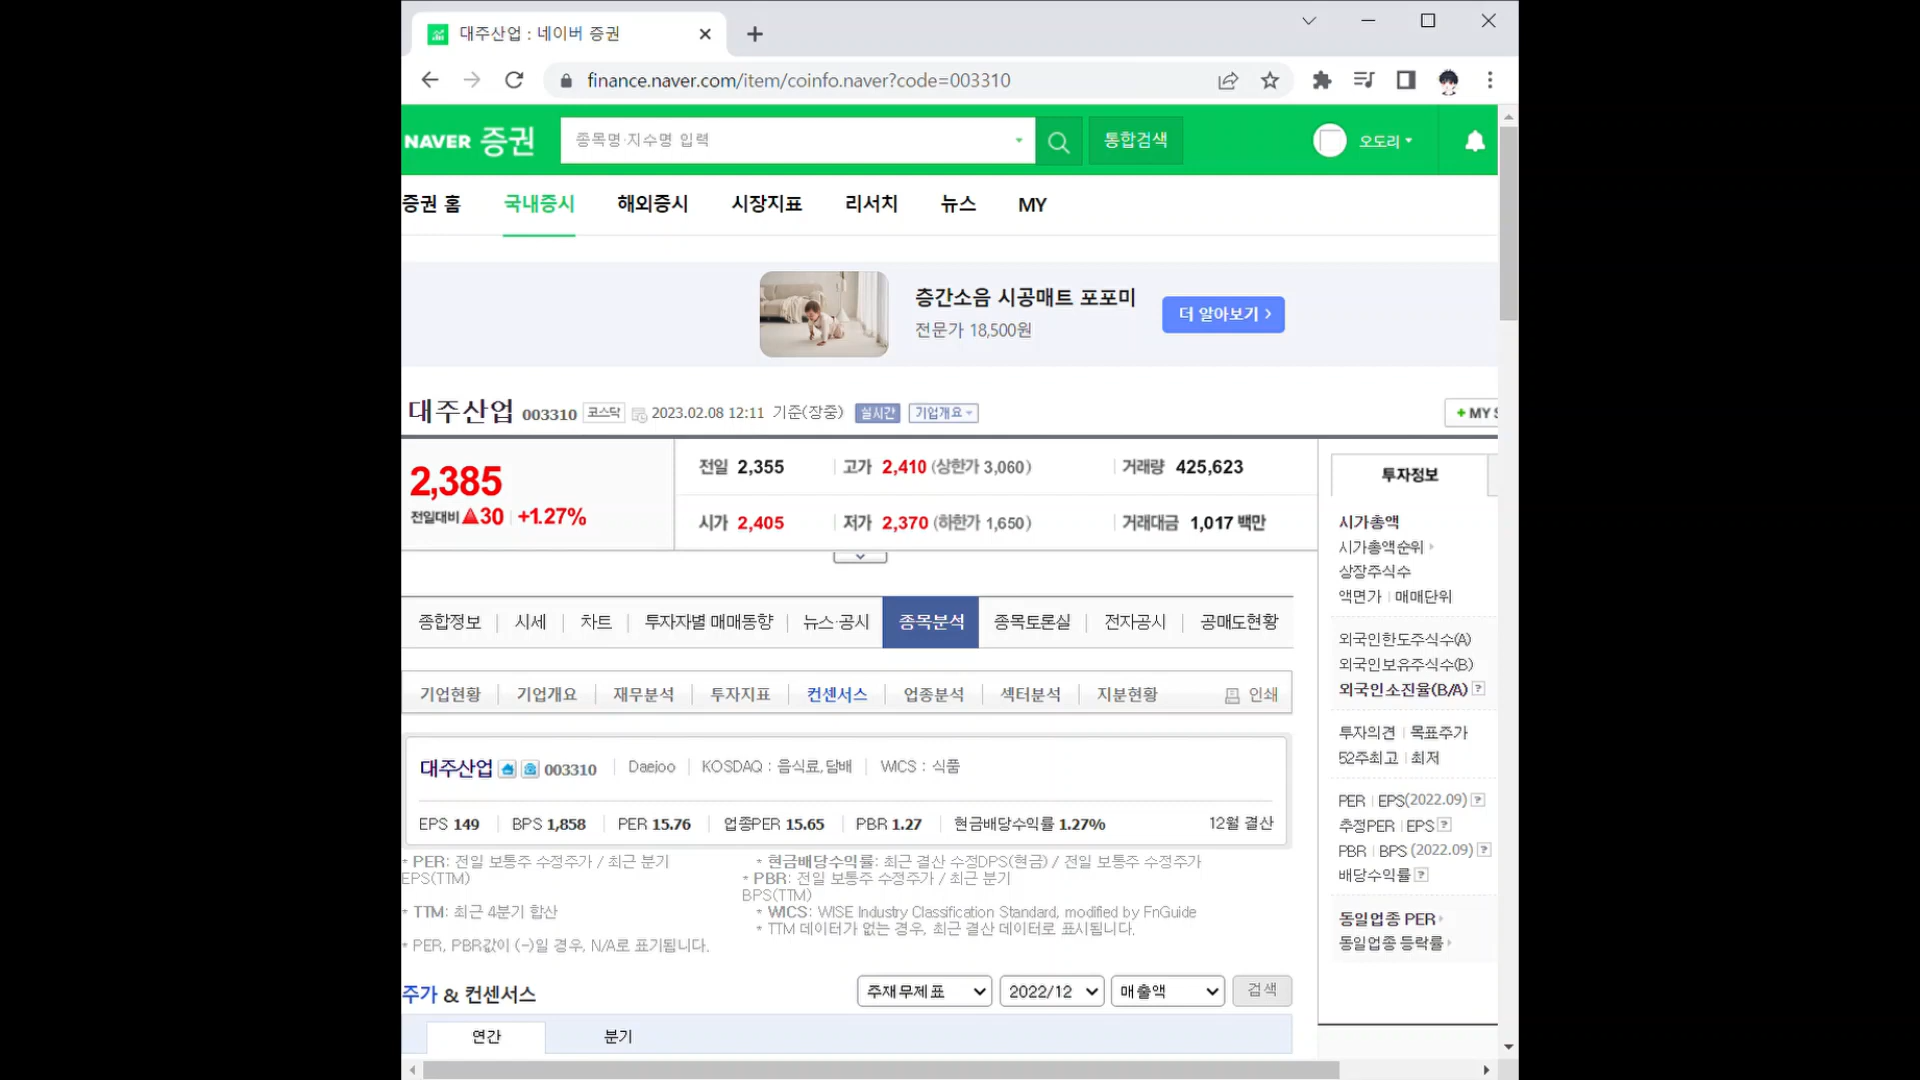 대주산업 : 네이버 증권
finance.naver.com/item/coinfo.naver?code=003310
NAVER 증권 종목명·지수명 입력 통합검색 오도리
증권 홈 국내증시 해외증시 시장지표 리서치 뉴스 MY
층간소음 시공매트 포포미
전문가 18,500원
더 알아보기 ›
대주산업 003310 코스닥 2023.02.08 12:11 기준(장중) 실시간 기업개요
+ MY S
2,385
전일대비 ▲30 +1.27%
전일 2,355 고가 2,410 (상한가 3,060) 거래량 425,623
시가 2,405 저가 2,370 (하한가 1,650) 거래대금 1,017 백만
종합정보 시세 차트 투자자별 매매동향 뉴스·공시 종목분석 종목토론실 전자공시 공매도현황
기업현황 기업개요 재무분석 투자지표 컨센서스 업종분석 섹터분석 지분현황 인쇄
대주산업 003310 Daejoo KOSDAQ : 음식료,담배 WICS : 식품
EPS 149 BPS 1,858 PER 15.76 업종PER 15.65 PBR 1.27 현금배당수익률 1.27% 12월 결산
* PER: 전일 보통주 수정주가 / 최근 분기
EPS(TTM)
* TTM: 최근 4분기 합산
* PER, PBR값이 (-)일 경우, N/A로 표기됩니다.
* 현금배당수익률: 최근 결산 수정DPS(현금) / 전일 보통주 수정주가
* PBR: 전일 보통주 수정주가 / 최근 분기
BPS(TTM)
* WICS: WISE Industry Classification Standard, modified by FnGuide
* TTM 데이터가 없는 경우, 최근 결산 데이터로 표시됩니다.
주가 & 컨센서스 주재무제표 2022/12 매출액 검색
연간 분기
투자정보
시가총액
시가총액순위
상장주식수
액면가 | 매매단위
외국인한도주식수(A)
외국인보유주식수(B)
외국인소진율(B/A) ?
투자의견 | 목표주가
52주최고 | 최저
PER | EPS(2022.09) ?
추정PER | EPS ?
PBR | BPS (2022.09) ?
배당수익률 ?
동일업종 PER
동일업종 등락률